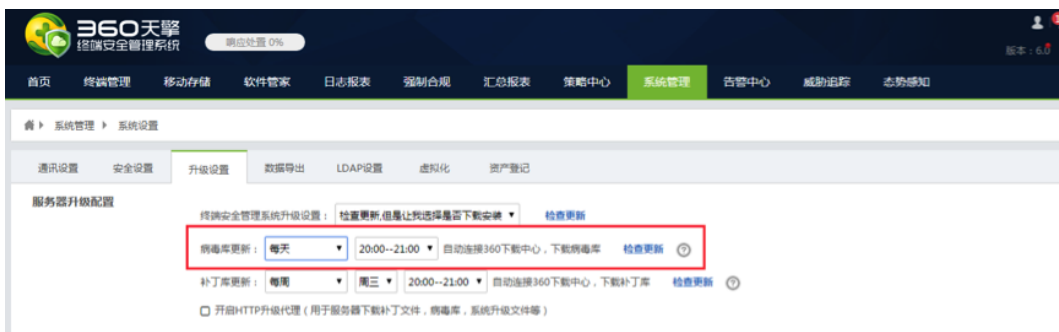 360天擎
终端安全管理系统
响应处置 0%
版本：6.0
首页 终端管理 移动存储 软件管家 日志报表 强制合规 汇总报表 策略中心 系统管理 告警中心 威胁追踪 态势感知
系统管理 系统设置
通讯设置 安全设置 升级设置 数据导出 LDAP设置 虚拟化 资产登记
服务器升级配置
终端安全管理系统升级设置： 检查更新,但是让我选择是否下载安装 检查更新
病毒库更新： 每天 20:00--21:00 自动连接360下载中心，下载病毒库 检查更新 ?
补丁库更新： 每周 周三 20:00--21:00 自动连接360下载中心，下载补丁库 检查更新 ?
开启HTTP升级代理（用于服务器下载补丁文件，病毒库，系统升级文件等）